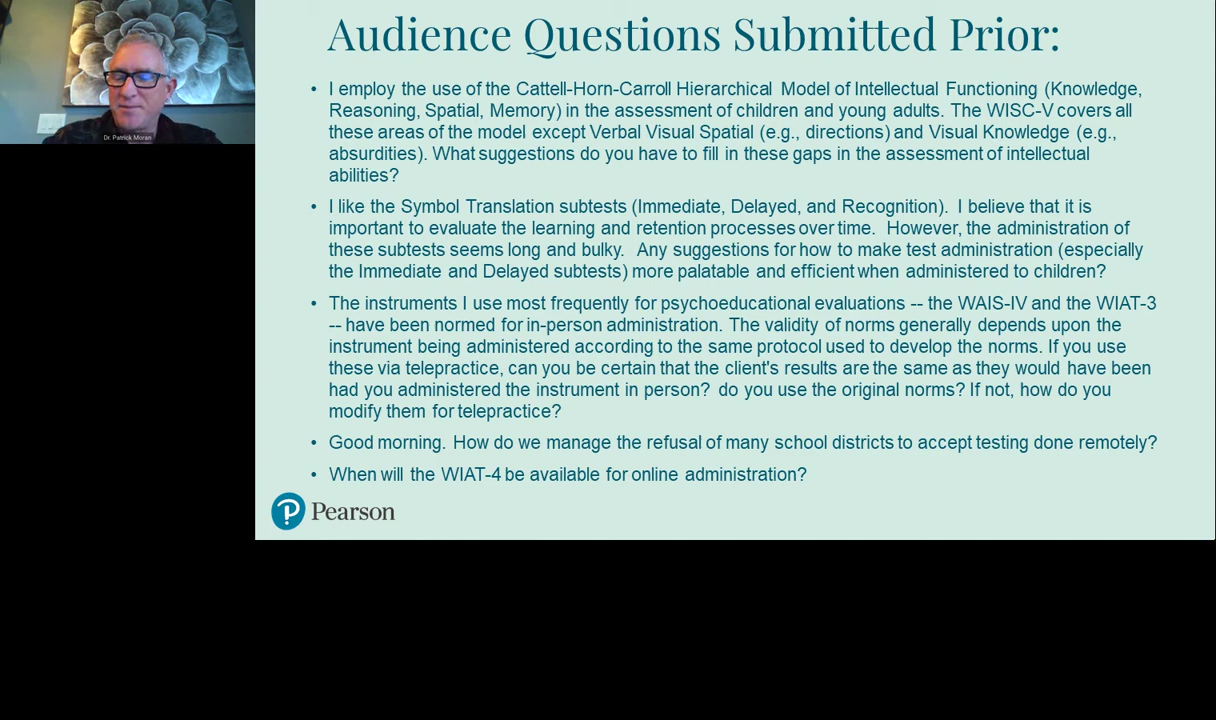 Audience Questions Submitted Prior:
Dr. Patrick Moran
• I employ the use of the Cattell-Horn-Carroll Hierarchical Model of Intellectual Functioning (Knowledge,
Reasoning, Spatial, Memory) in the assessment of children and young adults. The WISC-V covers all
these areas of the model except Verbal Visual Spatial (e.g., directions) and Visual Knowledge (e.g.,
absurdities). What suggestions do you have to fill in these gaps in the assessment of intellectual
abilities?
• I like the Symbol Translation subtests (Immediate, Delayed, and Recognition). I believe that it is
important to evaluate the learning and retention processes over time. However, the administration of
these subtests seems long and bulky. Any suggestions for how to make test administration (especially
the Immediate and Delayed subtests) more palatable and efficient when administered to children?
• The instruments I use most frequently for psychoeducational evaluations -- the WAIS-IV and the WIAT-3
-- have been normed for in-person administration. The validity of norms generally depends upon the
instrument being administered according to the same protocol used to develop the norms. If you use
these via telepractice, can you be certain that the client's results are the same as they would have been
had you administered the instrument in person? do you use the original norms? If not, how do you
modify them for telepractice?
• Good morning. How do we manage the refusal of many school districts to accept testing done remotely?
• When will the WIAT-4 be available for online administration?
Pearson